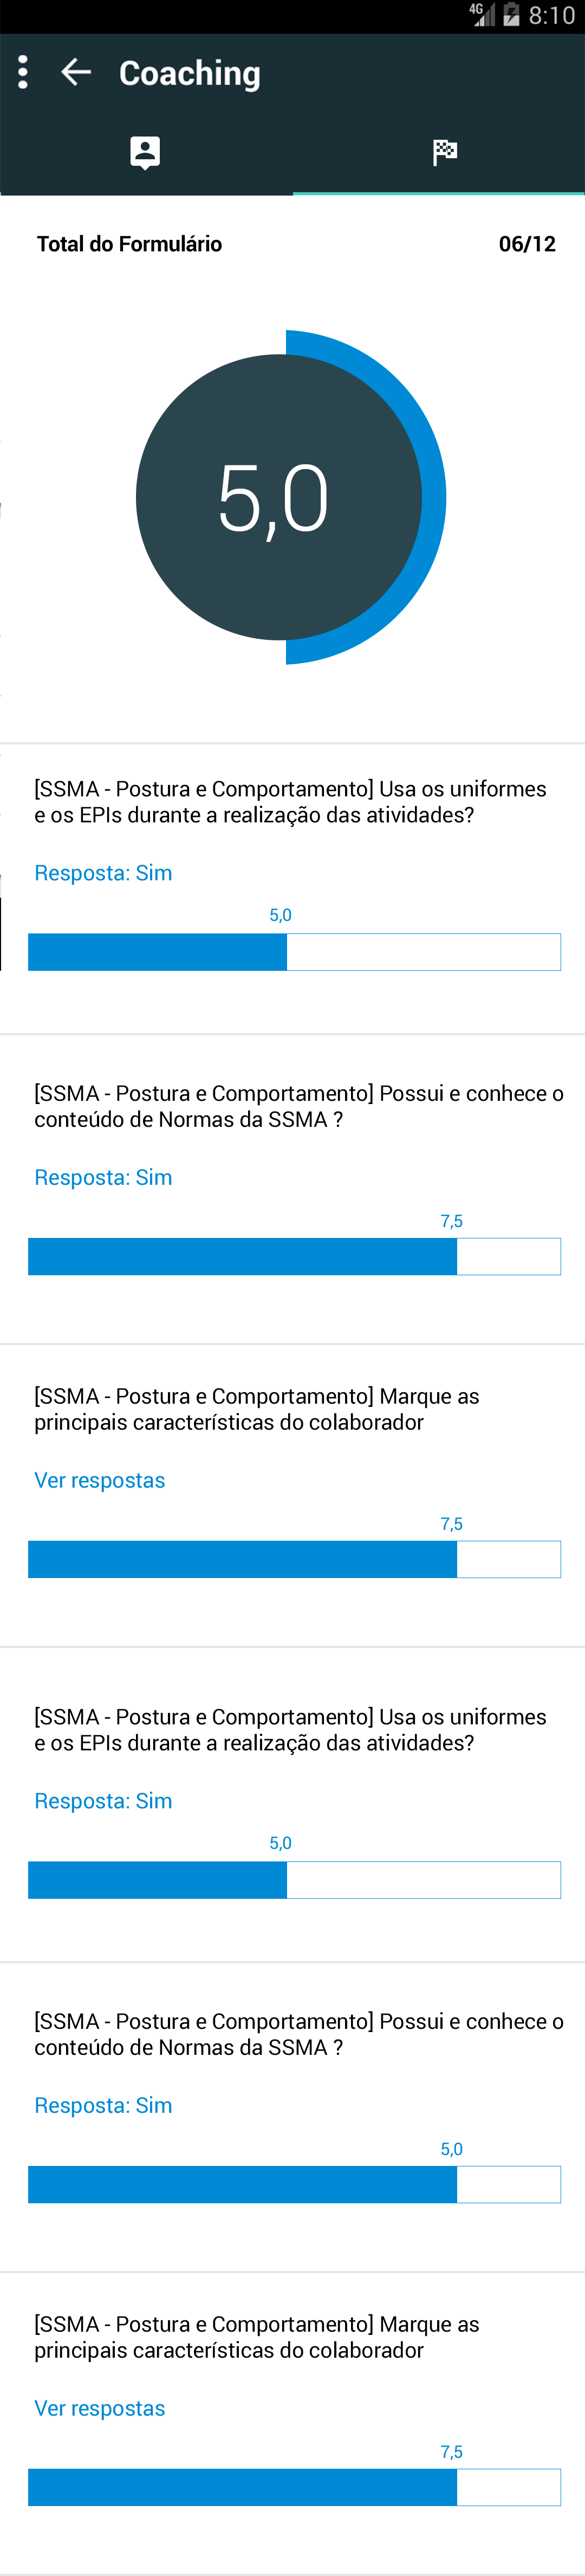 4G 8:10
Coaching
Total do Formulário 06/12
5,0
[SSMA - Postura e Comportamento] Usa os uniformes
e os EPIs durante a realização das atividades?
Resposta: Sim
5,0
[SSMA - Postura e Comportamento] Possui e conhece o
conteúdo de Normas da SSMA ?
Resposta: Sim
7,5
[SSMA - Postura e Comportamento] Marque as
principais características do colaborador
Ver respostas
7,5
[SSMA - Postura e Comportamento] Usa os uniformes
e os EPIs durante a realização das atividades?
Resposta: Sim
5,0
[SSMA - Postura e Comportamento] Possui e conhece o
conteúdo de Normas da SSMA ?
Resposta: Sim
5,0
[SSMA - Postura e Comportamento] Marque as
principais características do colaborador
Ver respostas
7,5